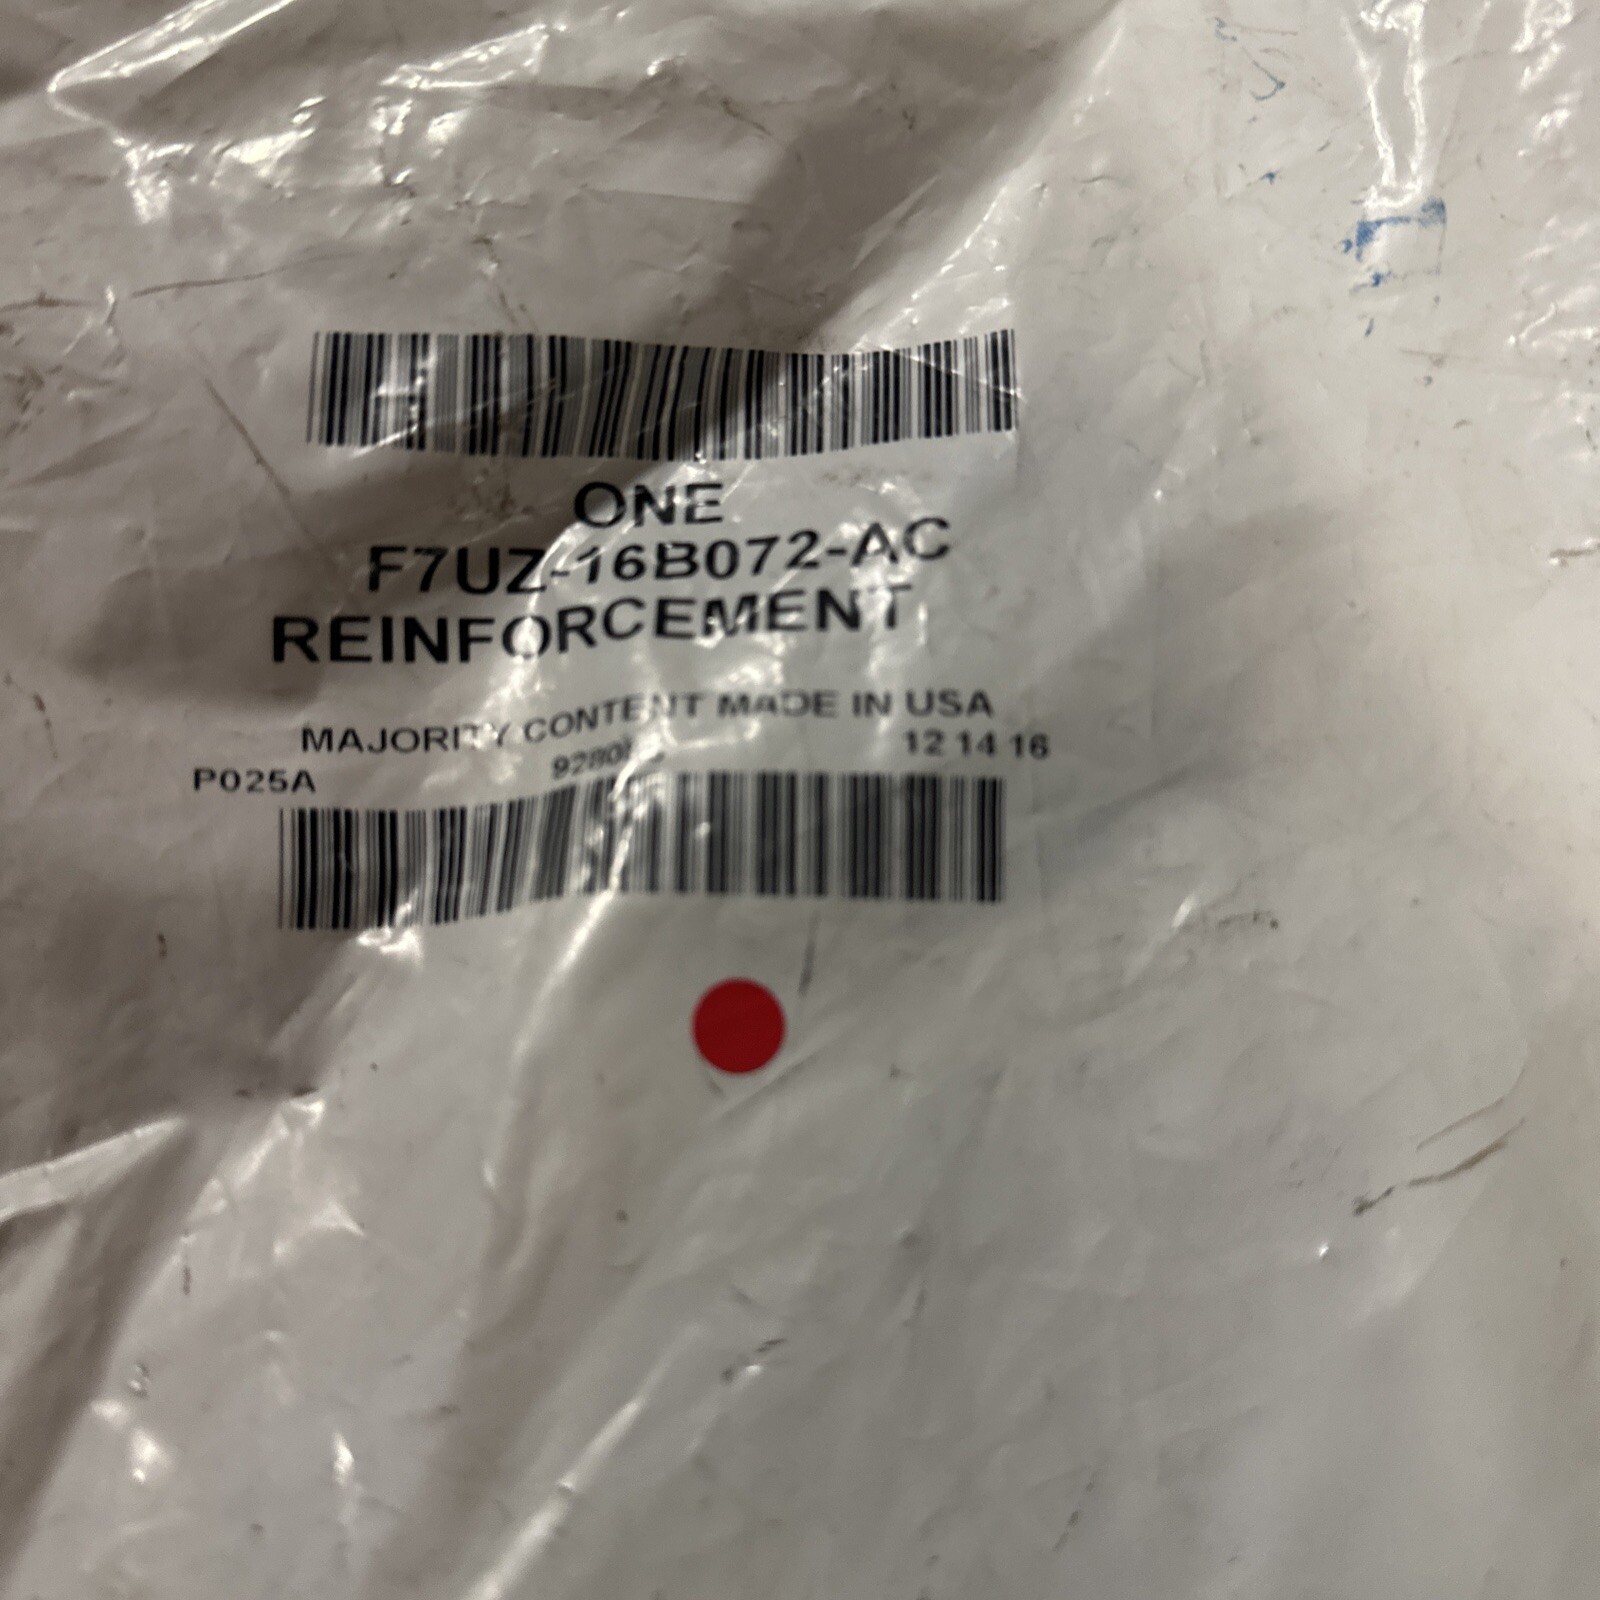 ONE
F7UZ-16B072-AC
REINFORCEMENT
MAJORITY CONTENT MADE IN USA
12 14 16
P025A